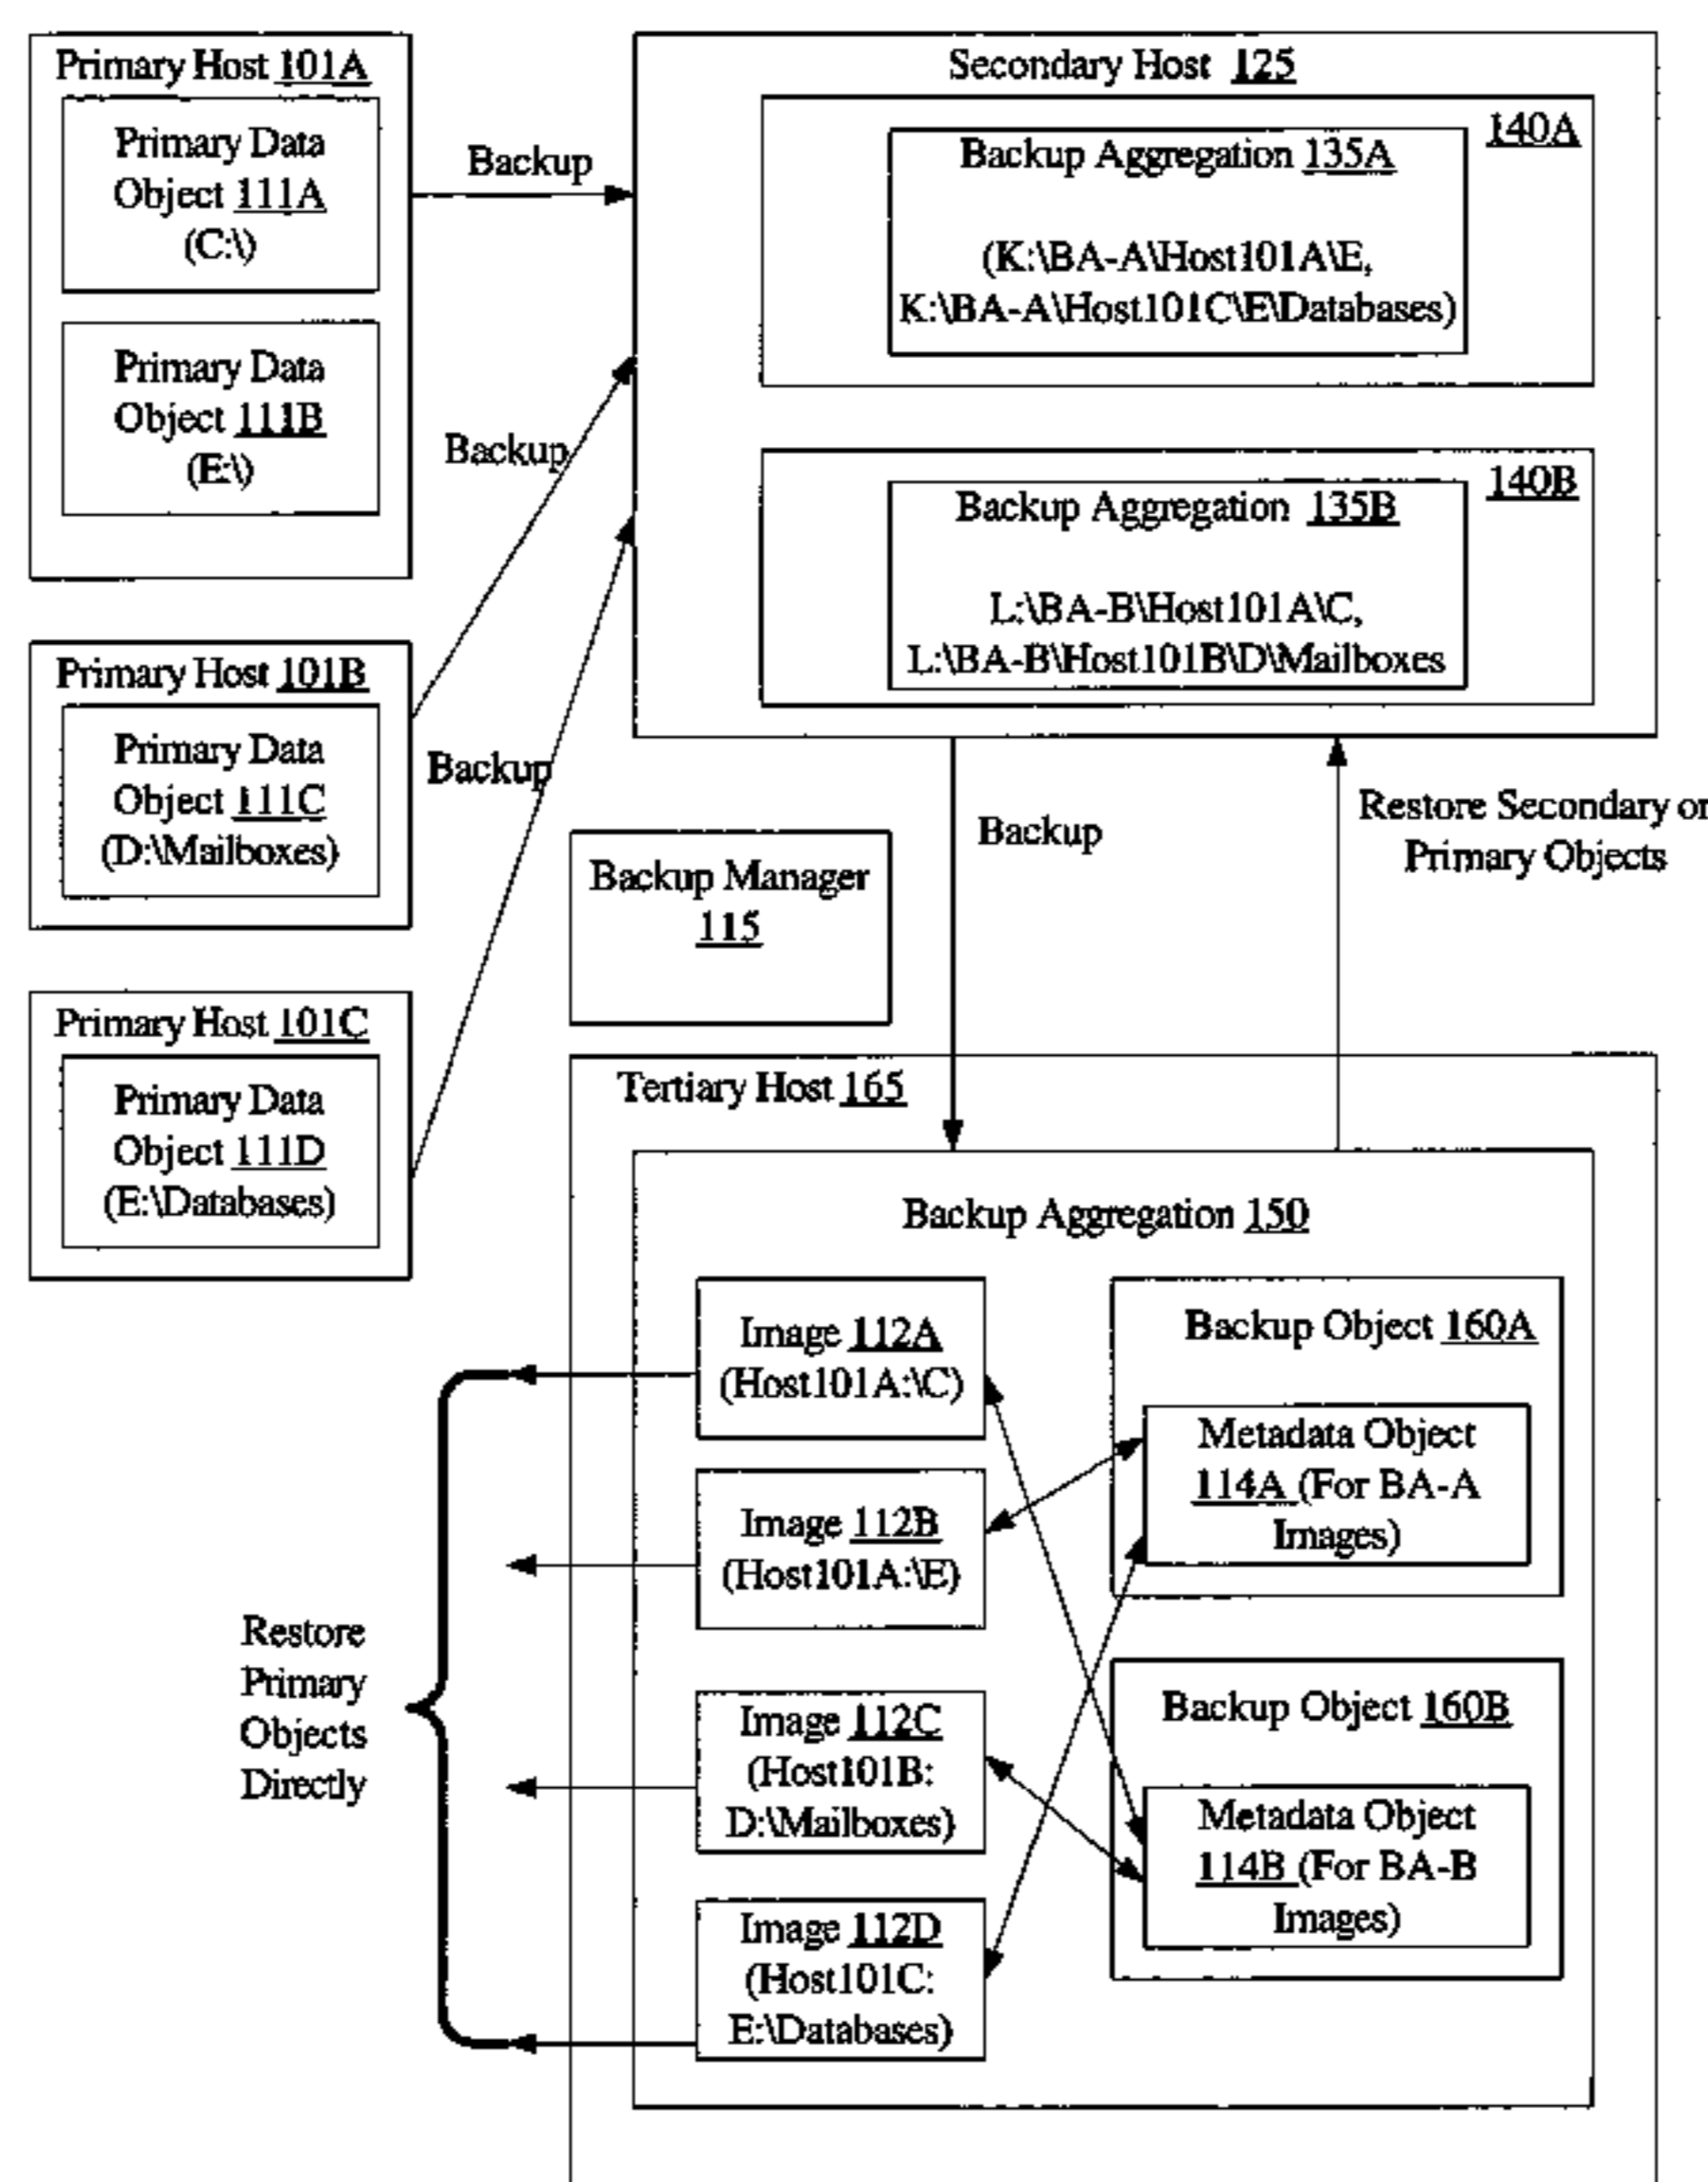 Primary Host 101A
Primary Data
Object 111A
(C:\)
Primary Data
Object 111B
(E:\)
Backup
Secondary Host 125
140A
Backup Aggregation 135A
(K:\BA-A\Host101A\E,
K:\BA-A\Host101C\E\Databases)
140B
Backup Aggregation 135B
L:\BA-B\Host101A\C,
L:\BA-B\Host101B\D\Mailboxes
Backup
Primary Host 101B
Primary Data
Object 111C
(D:\Mailboxes)
Backup
Backup Manager
115
Backup
Restore Secondary or
Primary Objects
Primary Host 101C
Primary Data
Object 111D
(E:\Databases)
Tertiary Host 165
Backup Aggregation 150
Image 112A
(Host101A:\C)
Image 112B
(Host101A:\E)
Image 112C
(Host101B:
D:\Mailboxes)
Image 112D
(Host101C:
E:\Databases)
Backup Object 160A
Metadata Object
114A (For BA-A
Images)
Backup Object 160B
Metadata Object
114B (For BA-B
Images)
Restore
Primary
Objects
Directly